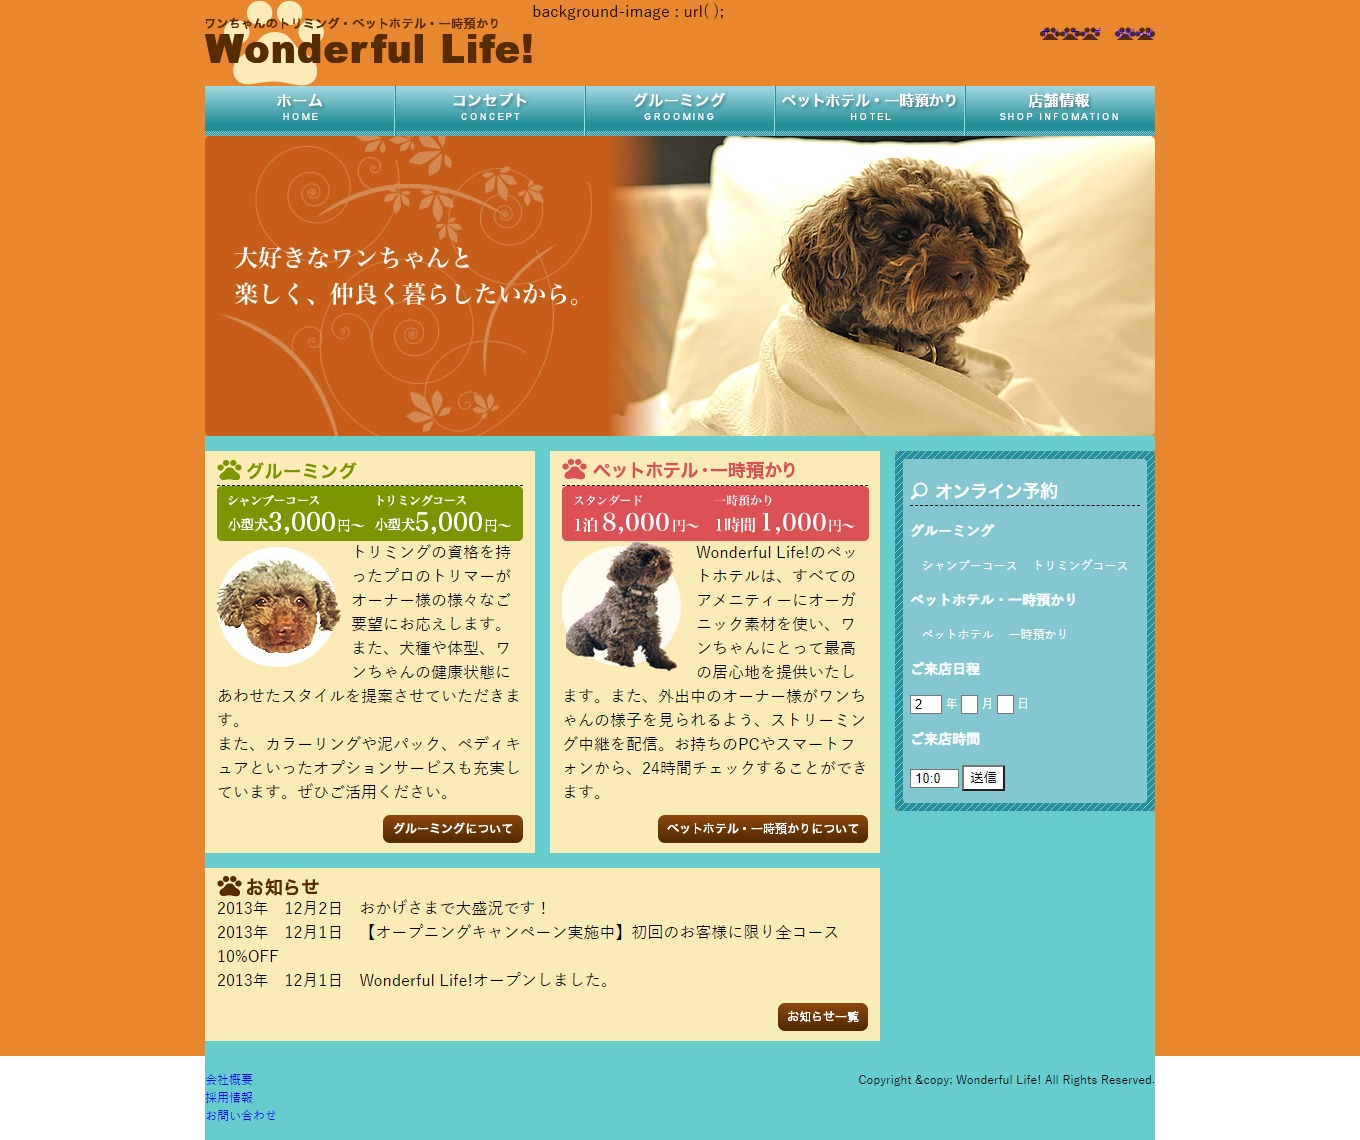 ワンちゃんのトリミング・ペットホテル・一時預かり
Wonderful Life!
background-image : url( );
ホーム
HOME
コンセプト
CONCEPT
グルーミング
GROOMING
ペットホテル・一時預かり
HOTEL
店舗情報
SHOP INFOMATION
大好きなワンちゃんと
楽しく、仲良く暮らしたいから。
グルーミング
シャンプーコース
小型犬3,000円〜
トリミングコース
小型犬5,000円〜
トリミングの資格を持
ったプロのトリマーが
オーナー様の様々なご
要望にお応えします。
また、犬種や体型、ワ
ンちゃんの健康状態に
あわせたスタイルを提案させていただきま
す。
また、カラーリングや泥パック、ペディキ
ュアといったオプションサービスも充実し
ています。ぜひご活用ください。
グルーミングについて
ペットホテル・一時預かり
スタンダード
1泊 8,000円〜
一時預かり
1時間 1,000円〜
Wonderful Life!のペッ
トホテルは、すべての
アメニティーにオーガ
ニック素材を使い、ワ
ンちゃんにとって最高
の居心地を提供いたし
ます。また、外出中のオーナー様がワンち
ゃんの様子を見られるよう、ストリーミン
グ中継を配信。お持ちのPCやスマートフ
ォンから、24時間チェックすることができ
ます。
ペットホテル・一時預かりについて
オンライン予約
グルーミング
シャンプーコース　トリミングコース
ペットホテル・一時預かり
ペットホテル　一時預かり
ご来店日程
2 年 月 日
ご来店時間
10:0 送信
お知らせ
2013年　12月2日　おかげさまで大盛況です！
2013年　12月1日　【オープニングキャンペーン実施中】初回のお客様に限り全コース
10%OFF
2013年　12月1日　Wonderful Life!オープンしました。
お知らせ一覧
会社概要
採用情報
お問い合わせ
Copyright &copy; Wonderful Life! All Rights Reserved.